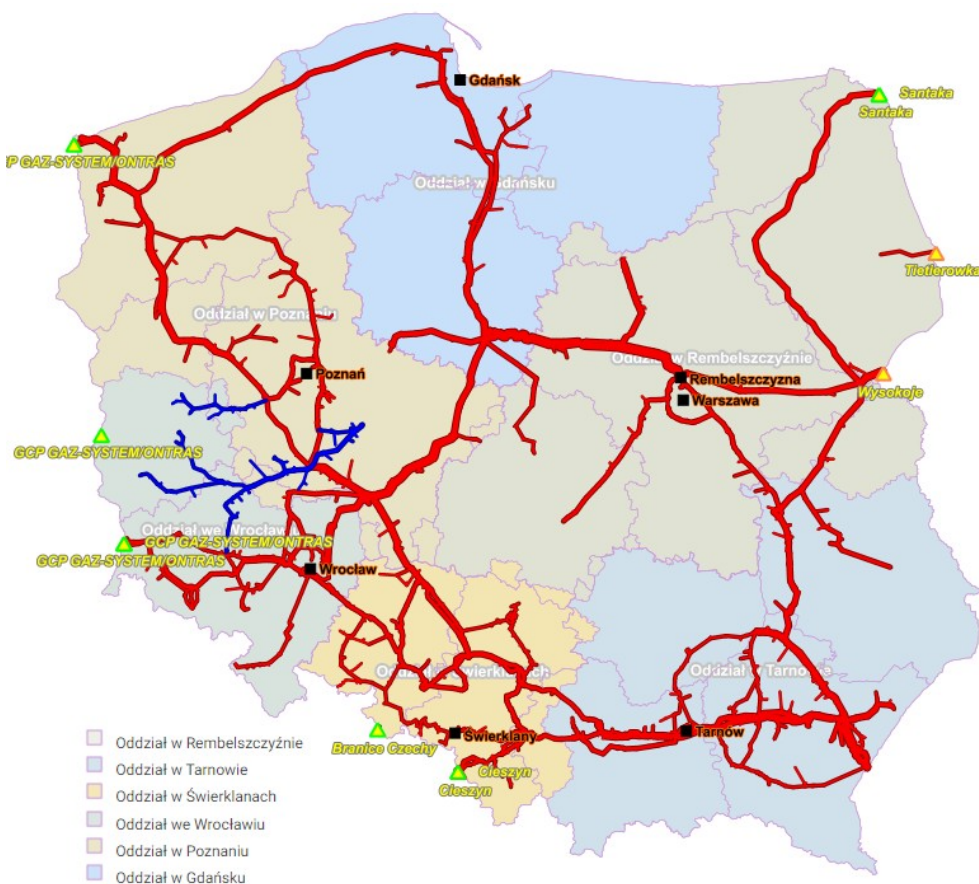 Gdańsk
Santaka
Santaka
P GAZ-SYSTEM/ONTRAS
Oddział w Gdańsku
Tietierowka
Oddział w Poznaniu
Oddział w Rembelszczyźnie
Poznań
Rembelszczyzna
Wysokoje
Warszawa
GCP GAZ-SYSTEM/ONTRAS
Oddział we Wrocławiu
GCP GAZ-SYSTEM/ONTRAS
GCP GAZ-SYSTEM/ONTRAS
Wrocław
Oddział w Świerklanach
Oddział w Tarnowie
Tarnów
Świerklany
Branice Czechy
Cieszyn
Cieszyn
Oddział w Rembelszczyźnie
Oddział w Tarnowie
Oddział w Świerklanach
Oddział we Wrocławiu
Oddział w Poznaniu
Oddział w Gdańsku